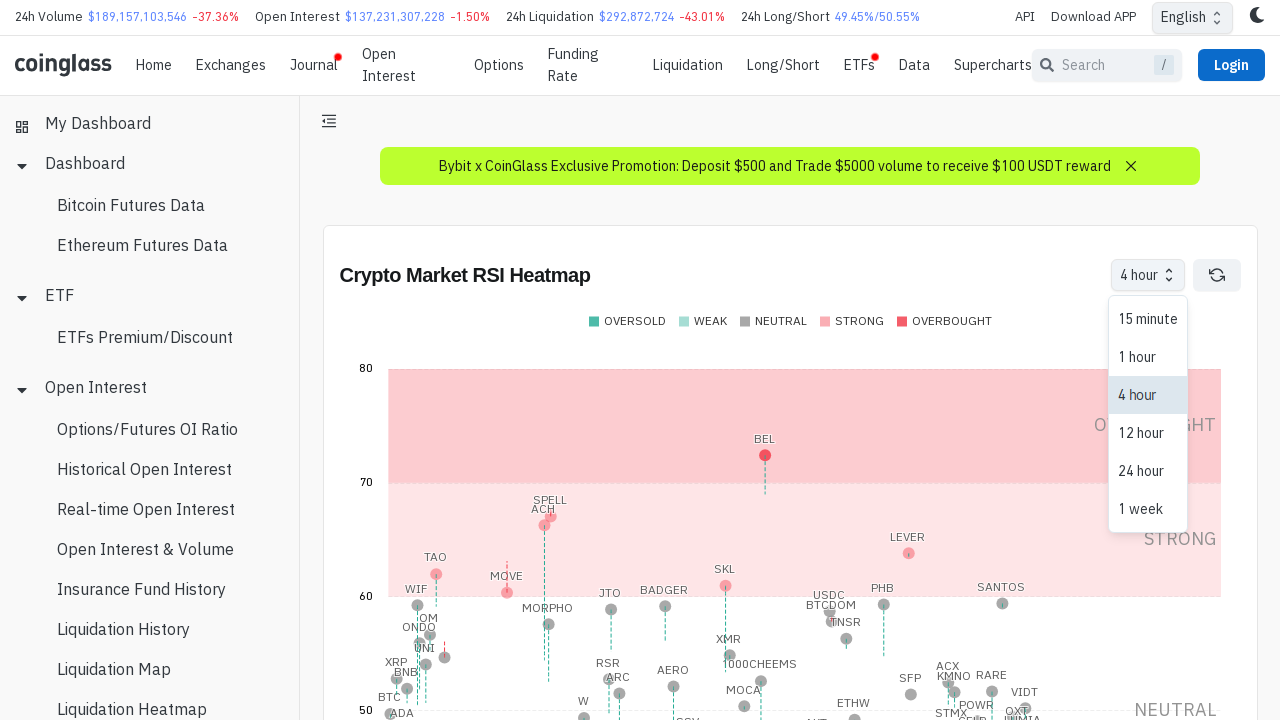 24h Volume $189,157,103,546 -37.36% Open Interest $137,231,307,228 -1.50% 24h Liquidation $292,872,724 -43.01% 24h Long/Short 49.45%/50.55% API Download APP English
coinglass Home Exchanges Journal Open Interest Options Funding Rate Liquidation Long/Short ETFs Data Supercharts Search / Login
My Dashboard
Dashboard
Bitcoin Futures Data
Ethereum Futures Data
ETF
ETFs Premium/Discount
Open Interest
Options/Futures OI Ratio
Historical Open Interest
Real-time Open Interest
Open Interest & Volume
Insurance Fund History
Liquidation History
Liquidation Map
Liquidation Heatmap
Bybit x CoinGlass Exclusive Promotion: Deposit $500 and Trade $5000 volume to receive $100 USDT reward
Crypto Market RSI Heatmap
4 hour
15 minute
1 hour
4 hour
12 hour
24 hour
1 week
OVERSOLD WEAK NEUTRAL STRONG OVERBOUGHT
80
BEL
70
SPELL
ACH
STRONG
LEVER
TAO
SKL
MOVE
WIF
JTO
BADGER
PHB
SANTOS
60
USDC
BTCDOM
MORPHO
OM
ONDO
TNSR
XMR
UNI
XRP
RSR
1000CHEEMS
ACX
BNB
ARC
AERO
SFP
KMNO
RARE
BTC
W
MOCA
ETHW
POWR
VIDT
ADA
STMX
50
NEUTRAL